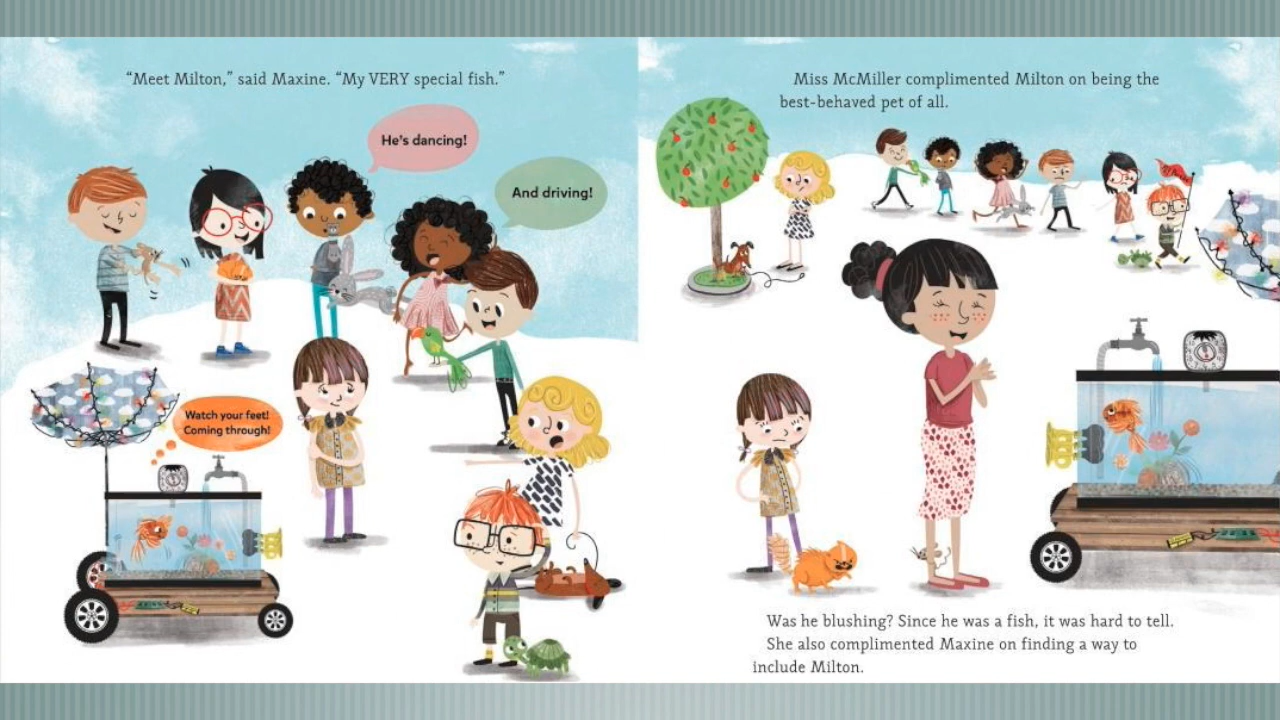 "Meet Milton," said Maxine. "My VERY special fish."
He's dancing!
And driving!
Watch your feet!
Coming through!
Miss McMiller complimented Milton on being the
best-behaved pet of all.
Was he blushing? Since he was a fish, it was hard to tell.
She also complimented Maxine on finding a way to
include Milton.